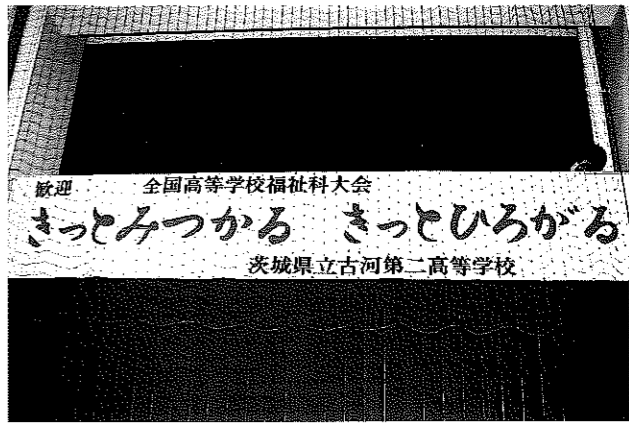 歓迎 全国高等学校福祉科大会
きっとみつかる きっとひろがる
茨城県立古河第二高等学校